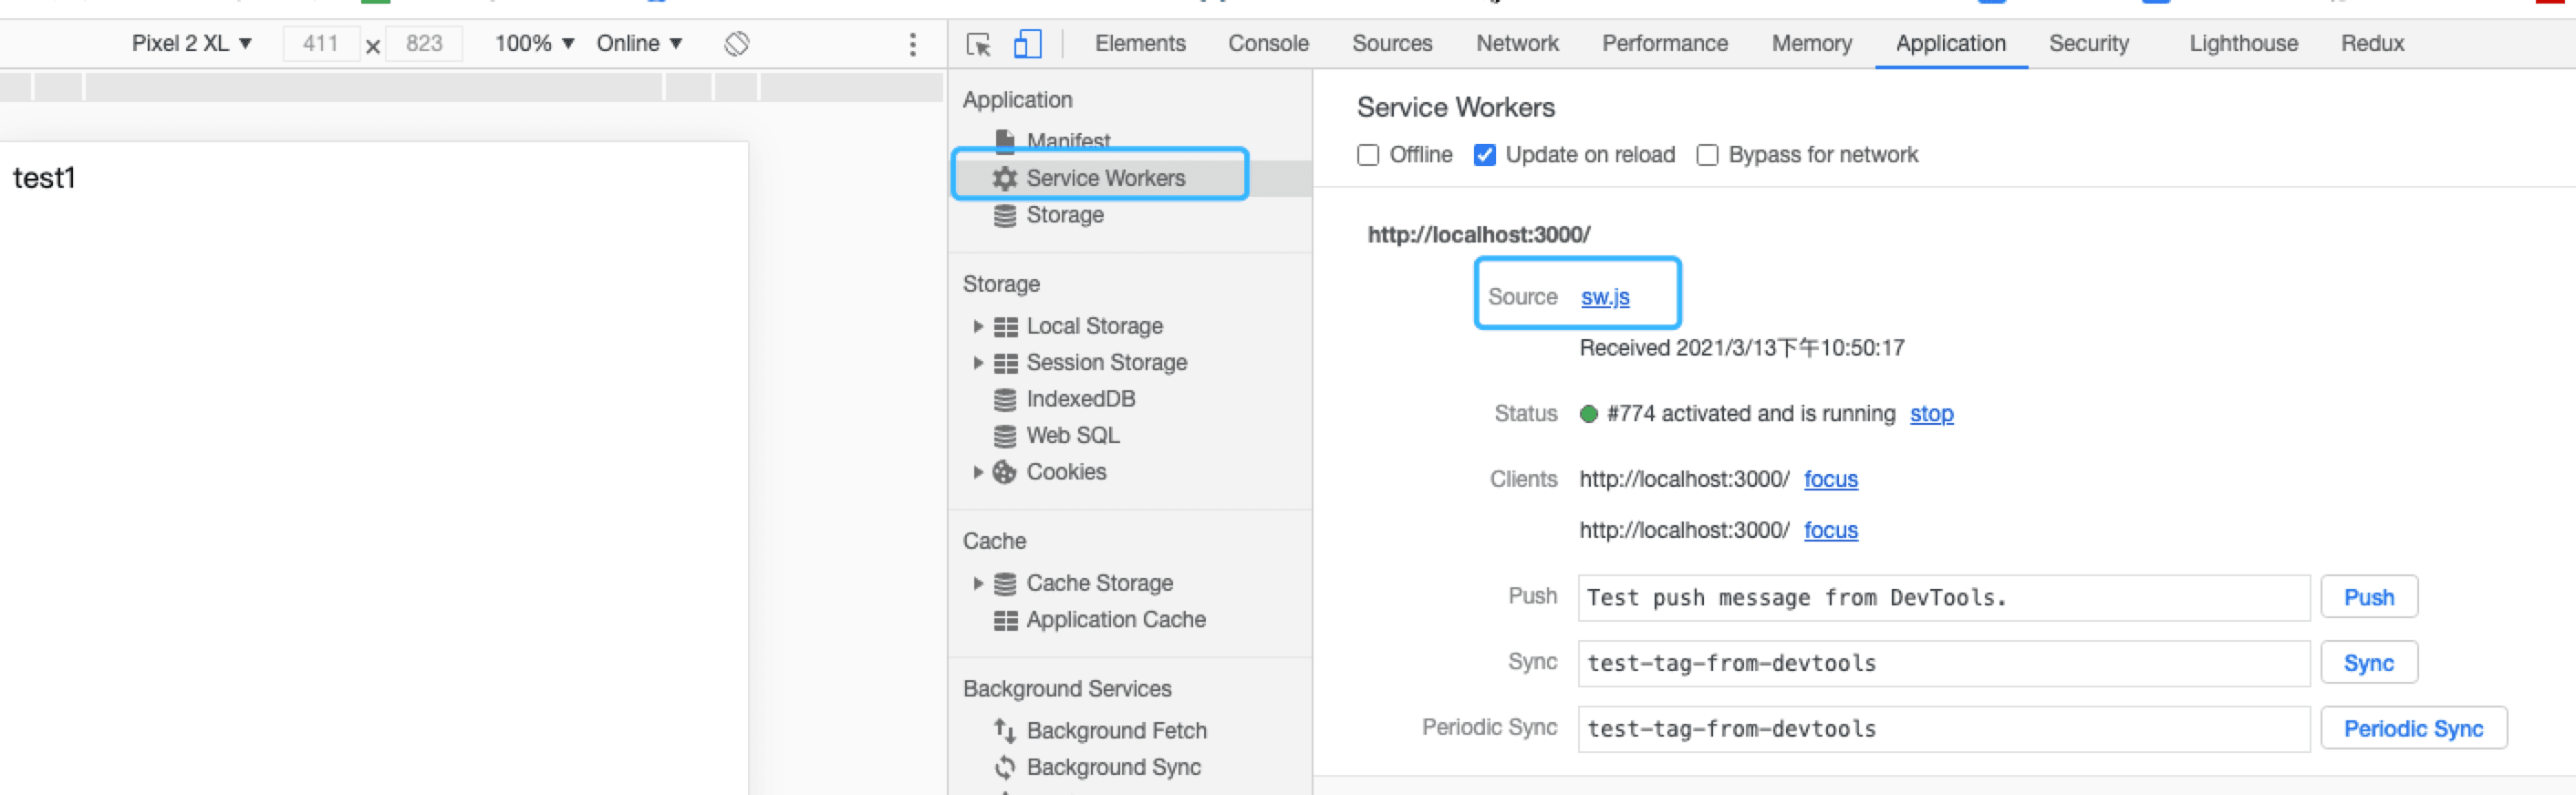 Pixel 2 XL ▼ 411 × 823 100% ▼ Online ▼
Elements Console Sources Network Performance Memory Application Security Lighthouse Redux
test1
Application
Manifest
Service Workers
Storage
Storage
Local Storage
Session Storage
IndexedDB
Web SQL
Cookies
Cache
Cache Storage
Application Cache
Background Services
Background Fetch
Background Sync
Service Workers
Offline Update on reload Bypass for network
http://localhost:3000/
Source sw.js
Received 2021/3/13下午10:50:17
Status #774 activated and is running stop
Clients http://localhost:3000/ focus
http://localhost:3000/ focus
Push Test push message from DevTools. Push
Sync test-tag-from-devtools Sync
Periodic Sync test-tag-from-devtools Periodic Sync